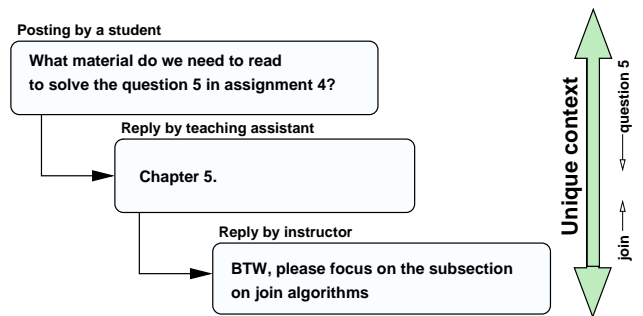 Posting by a student
What material do we need to read
to solve the question 5 in assignment 4?
Reply by teaching assistant
Chapter 5.
Reply by instructor
BTW, please focus on the subsection
on join algorithms
Unique context
question 5
join